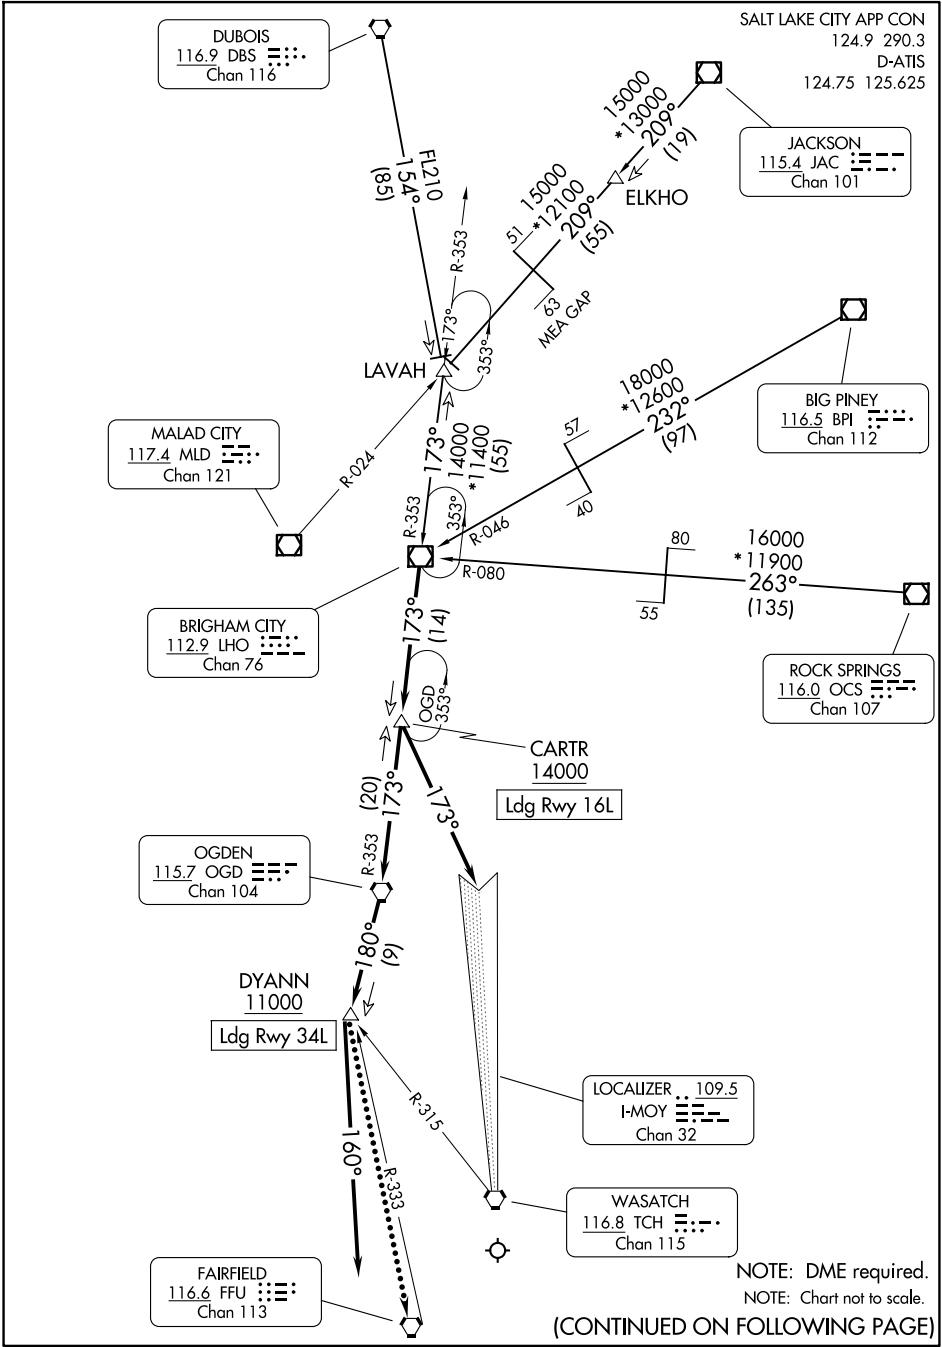 SALT LAKE CITY APP CON
124.9 290.3
D-ATIS
124.75 125.625
DUBOIS
116.9 DBS
Chan 116
JACKSON
115.4 JAC
Chan 101
15000
*13000
209°
(19)
ELKHO
FL210
154°
(85)
15000
*12100
209°
(55)
51
63
MEA GAP
R-353
173°
353°
LAVAH
BIG PINEY
116.5 BPI
Chan 112
18000
*12600
232°
(97)
57
40
R-046
MALAD CITY
117.4 MLD
Chan 121
R-024
173°
14000
*11400
(55)
R-353
353°
R-080
80
55
16000
*11900
263°
(135)
BRIGHAM CITY
112.9 LHO
Chan 76
ROCK SPRINGS
116.0 OCS
Chan 107
173°
(14)
OGD
353°
CARTR
14000
Ldg Rwy 16L
(20)
173°
R-353
173°
OGDEN
115.7 OGD
Chan 104
180°
(9)
DYANN
11000
Ldg Rwy 34L
LOCALIZER 109.5
I-MOY
Chan 32
R-315
160°
R-333
WASATCH
116.8 TCH
Chan 115
FAIRFIELD
116.6 FFU
Chan 113
NOTE: DME required.
NOTE: Chart not to scale.
(CONTINUED ON FOLLOWING PAGE)